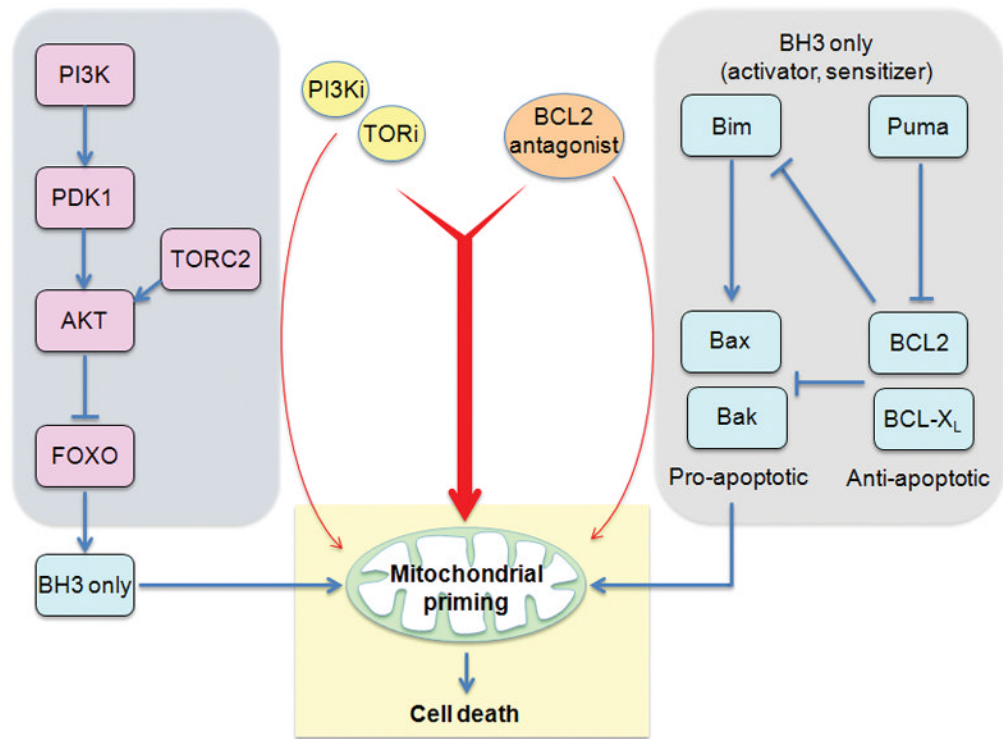 PI3K
PDK1
TORC2
AKT
FOXO
BH3 only
PI3Ki
TORi
BCL2
antagonist
Mitochondrial
priming
Cell death
BH3 only
(activator, sensitizer)
Bim
Puma
Bax
BCL2
Bak
BCL-XL
Pro-apoptotic
Anti-apoptotic